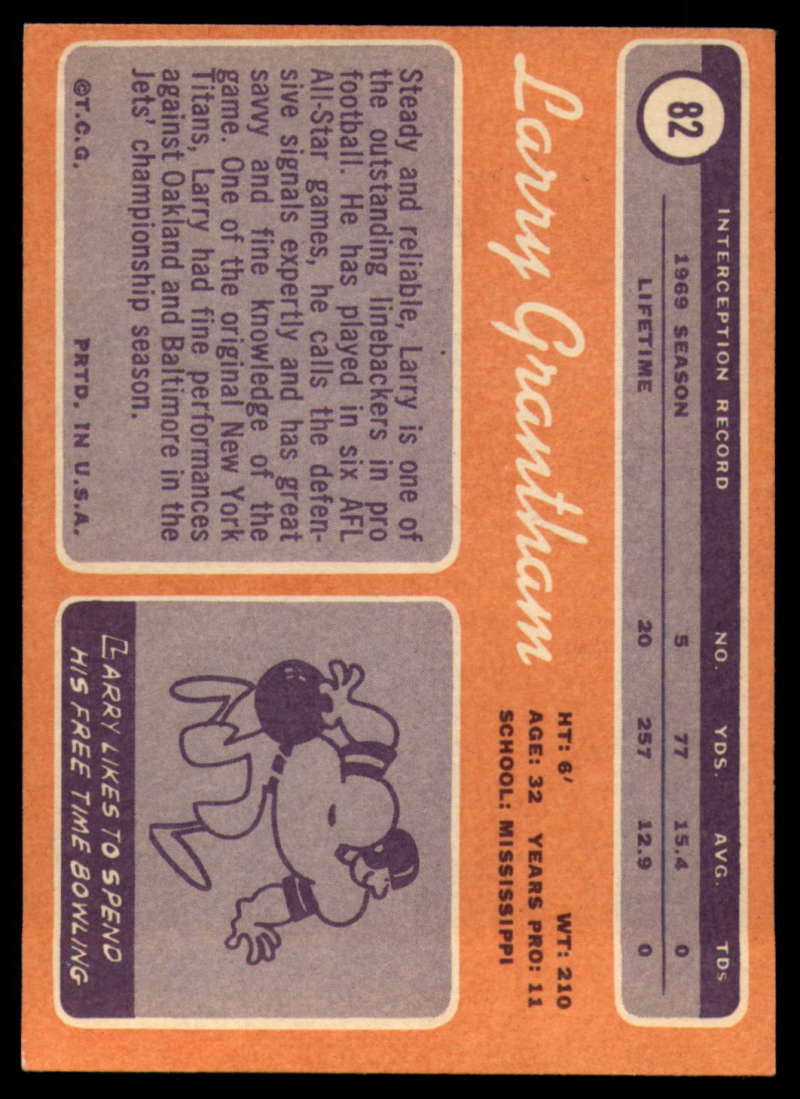 82
INTERCEPTION RECORD NO. YDS. AVG. TDs
1969 SEASON 5 77 15.4 0
LIFETIME 20 257 12.9 0
Larry Grantham
HT: 6′ WT: 210
AGE: 32 YEARS PRO: 11
SCHOOL: MISSISSIPPI
Steady and reliable, Larry is one of
the outstanding linebackers in pro
football. He has played in six AFL
All-Star games, he calls the defen-
sive signals expertly and has great
savvy and fine knowledge of the
game. One of the original New York
Titans, Larry had fine performances
against Oakland and Baltimore in the
Jets' championship season.
©T.C.G. PRTD. IN U.S.A.
LARRY LIKES TO SPEND
HIS FREE TIME BOWLING